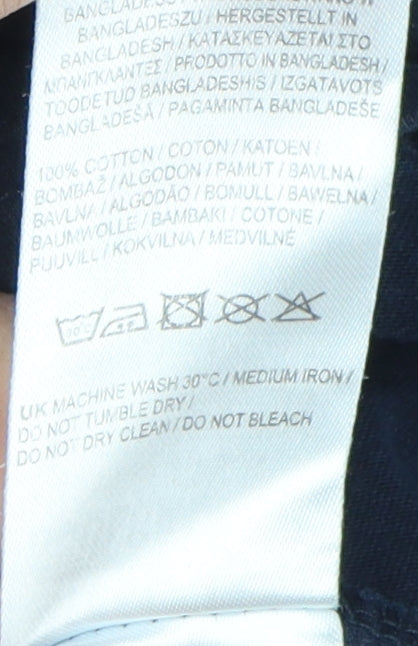 BANGLADESZU / HERGESTELLT IN
BANGLADESH / ΚΑΤΑΣΚΕΥΑΖΕΤΑΙ ΣΤΟ
ΜΠΑΝΓΚΛΑΝΤΕΣ / PRODOTTO IN BANGLADESH /
TOODETUD BANGLADESHIS / IZGATAVOTS
BANGLADEŠĀ / PAGAMINTA BANGLADEŠE
100% COTTON / COTON / KATOEN /
BOMBAŽ / ALGODON / PAMUT / BAVLNA /
BAVLNA / ALGODÃO / BOMULL / BAWEŁNA /
BAUMWOLLE / BAMBAKI / COTONE /
PUUVILL / KOKVILNA / MEDVILNĖ
30°C
UK MACHINE WASH 30°C / MEDIUM IRON /
DO NOT TUMBLE DRY /
DO NOT DRY CLEAN / DO NOT BLEACH